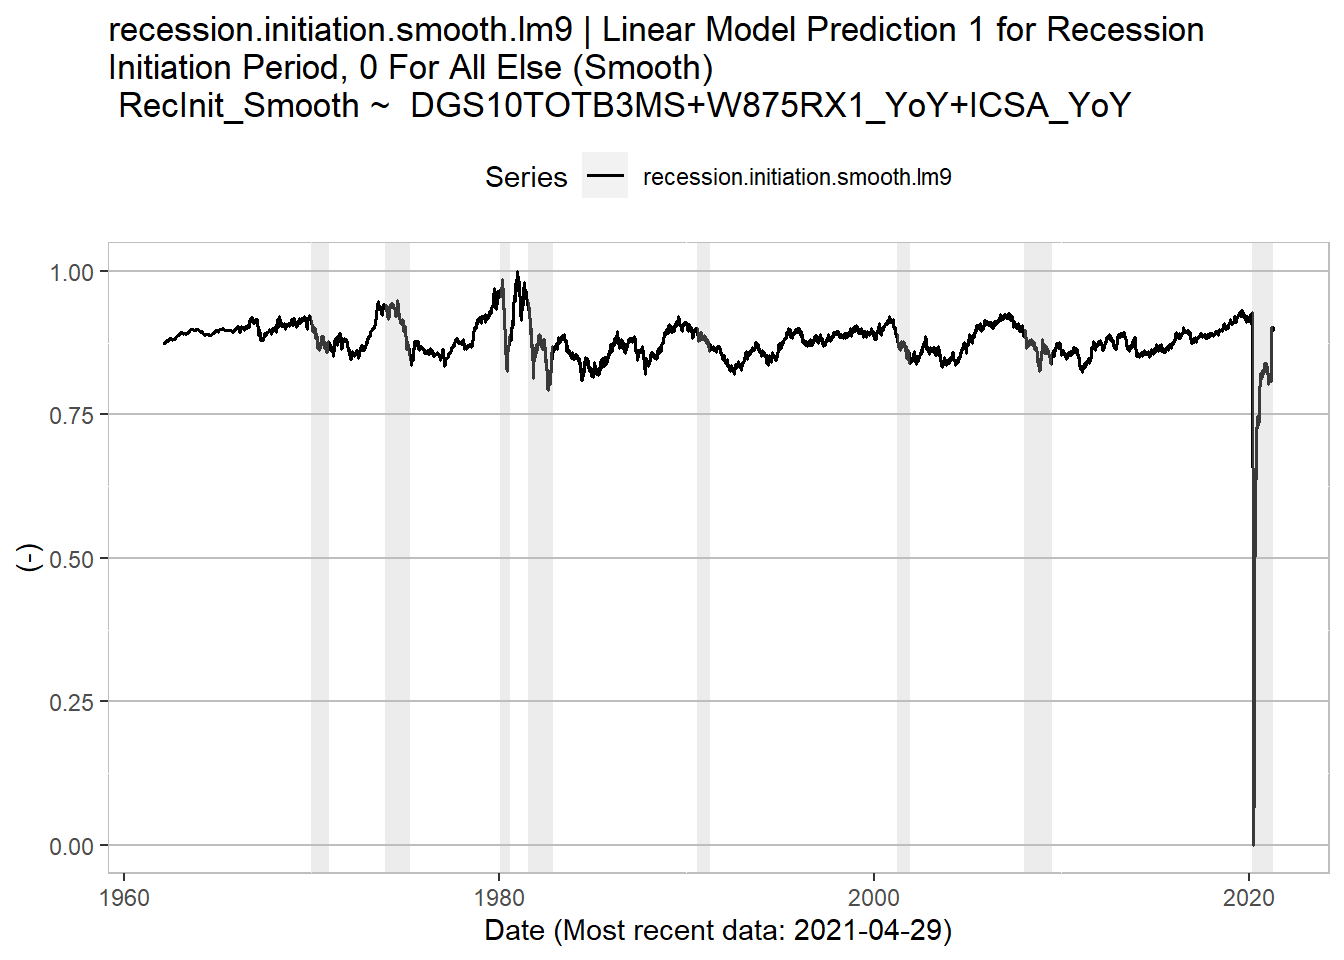 recession.initiation.smooth.lm9 | Linear Model Prediction 1 for Recession
Initiation Period, 0 For All Else (Smooth)
RecInit_Smooth ~ DGS10TOTB3MS+W875RX1_YoY+ICSA_YoY
Series recession.initiation.smooth.lm9
1.00
0.75
0.50
0.25
0.00
(-)
1960 1980 2000 2020
Date (Most recent data: 2021-04-29)